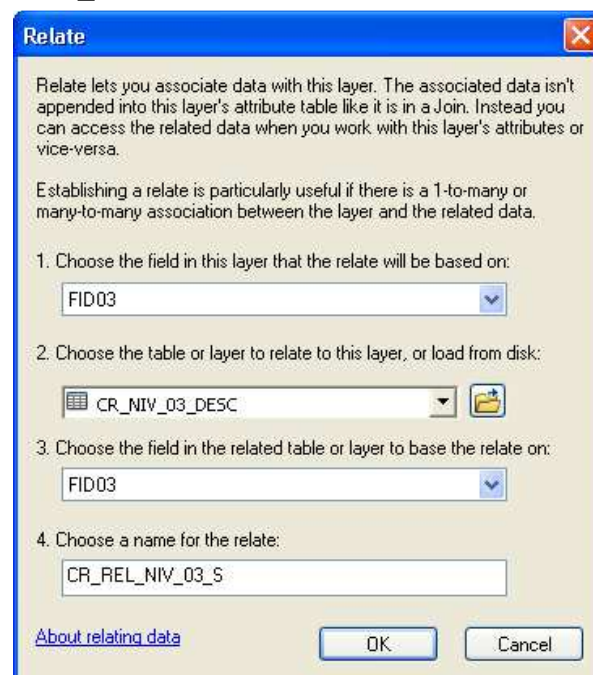 Relate
Relate lets you associate data with this layer. The associated data isn't
appended into this layer's attribute table like it is in a Join. Instead you
can access the related data when you work with this layer's attributes or
vice-versa.
Establishing a relate is particularly useful if there is a 1-to-many or
many-to-many association between the layer and the related data.
1. Choose the field in this layer that the relate will be based on:
FID03
2. Choose the table or layer to relate to this layer, or load from disk:
CR_NIV_03_DESC
3. Choose the field in the related table or layer to base the relate on:
FID03
4. Choose a name for the relate:
CR_REL_NIV_03_S
About relating data
OK
Cancel